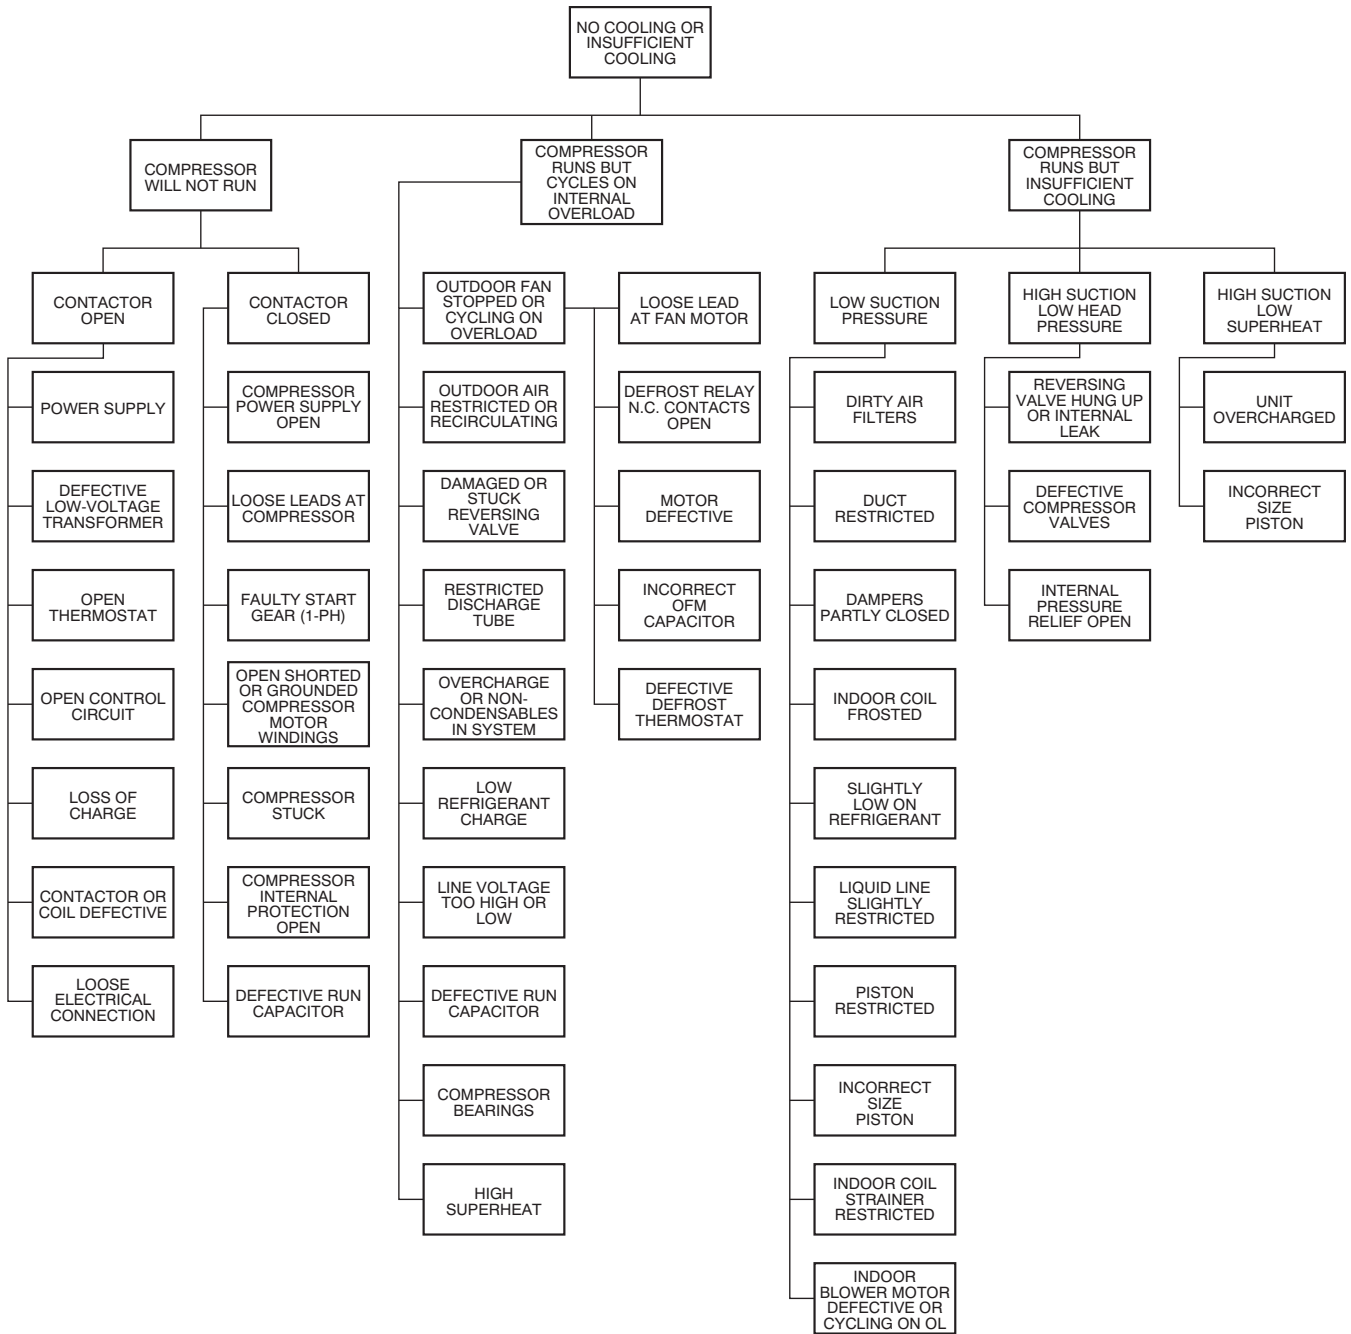 NO COOLING OR
INSUFFICIENT
COOLING
COMPRESSOR
WILL NOT RUN
COMPRESSOR
RUNS BUT
CYCLES ON
INTERNAL
OVERLOAD
COMPRESSOR
RUNS BUT
INSUFFICIENT
COOLING
CONTACTOR
OPEN
POWER SUPPLY
DEFECTIVE
LOW-VOLTAGE
TRANSFORMER
OPEN
THERMOSTAT
OPEN CONTROL
CIRCUIT
LOSS OF
CHARGE
CONTACTOR OR
COIL DEFECTIVE
LOOSE
ELECTRICAL
CONNECTION
CONTACTOR
CLOSED
COMPRESSOR
POWER SUPPLY
OPEN
LOOSE LEADS AT
COMPRESSOR
FAULTY START
GEAR (1-PH)
OPEN SHORTED
OR GROUNDED
COMPRESSOR
MOTOR
WINDINGS
COMPRESSOR
STUCK
COMPRESSOR
INTERNAL
PROTECTION
OPEN
DEFECTIVE RUN
CAPACITOR
OUTDOOR FAN
STOPPED OR
CYCLING ON
OVERLOAD
OUTDOOR AIR
RESTRICTED OR
RECIRCULATING
DAMAGED OR
STUCK
REVERSING
VALVE
RESTRICTED
DISCHARGE
TUBE
OVERCHARGE
OR NON-
CONDENSABLES
IN SYSTEM
LOW
REFRIGERANT
CHARGE
LINE VOLTAGE
TOO HIGH OR
LOW
DEFECTIVE RUN
CAPACITOR
COMPRESSOR
BEARINGS
HIGH
SUPERHEAT
LOOSE LEAD
AT FAN MOTOR
DEFROST RELAY
N.C. CONTACTS
OPEN
MOTOR
DEFECTIVE
INCORRECT
OFM
CAPACITOR
DEFECTIVE
DEFROST
THERMOSTAT
LOW SUCTION
PRESSURE
DIRTY AIR
FILTERS
DUCT
RESTRICTED
DAMPERS
PARTLY CLOSED
INDOOR COIL
FROSTED
SLIGHTLY
LOW ON
REFRIGERANT
LIQUID LINE
SLIGHTLY
RESTRICTED
PISTON
RESTRICTED
INCORRECT
SIZE
PISTON
INDOOR COIL
STRAINER
RESTRICTED
INDOOR
BLOWER MOTOR
DEFECTIVE OR
CYCLING ON OL
HIGH SUCTION
LOW HEAD
PRESSURE
REVERSING
VALVE HUNG UP
OR INTERNAL
LEAK
DEFECTIVE
COMPRESSOR
VALVES
INTERNAL
PRESSURE
RELIEF OPEN
HIGH SUCTION
LOW
SUPERHEAT
UNIT
OVERCHARGED
INCORRECT
SIZE
PISTON